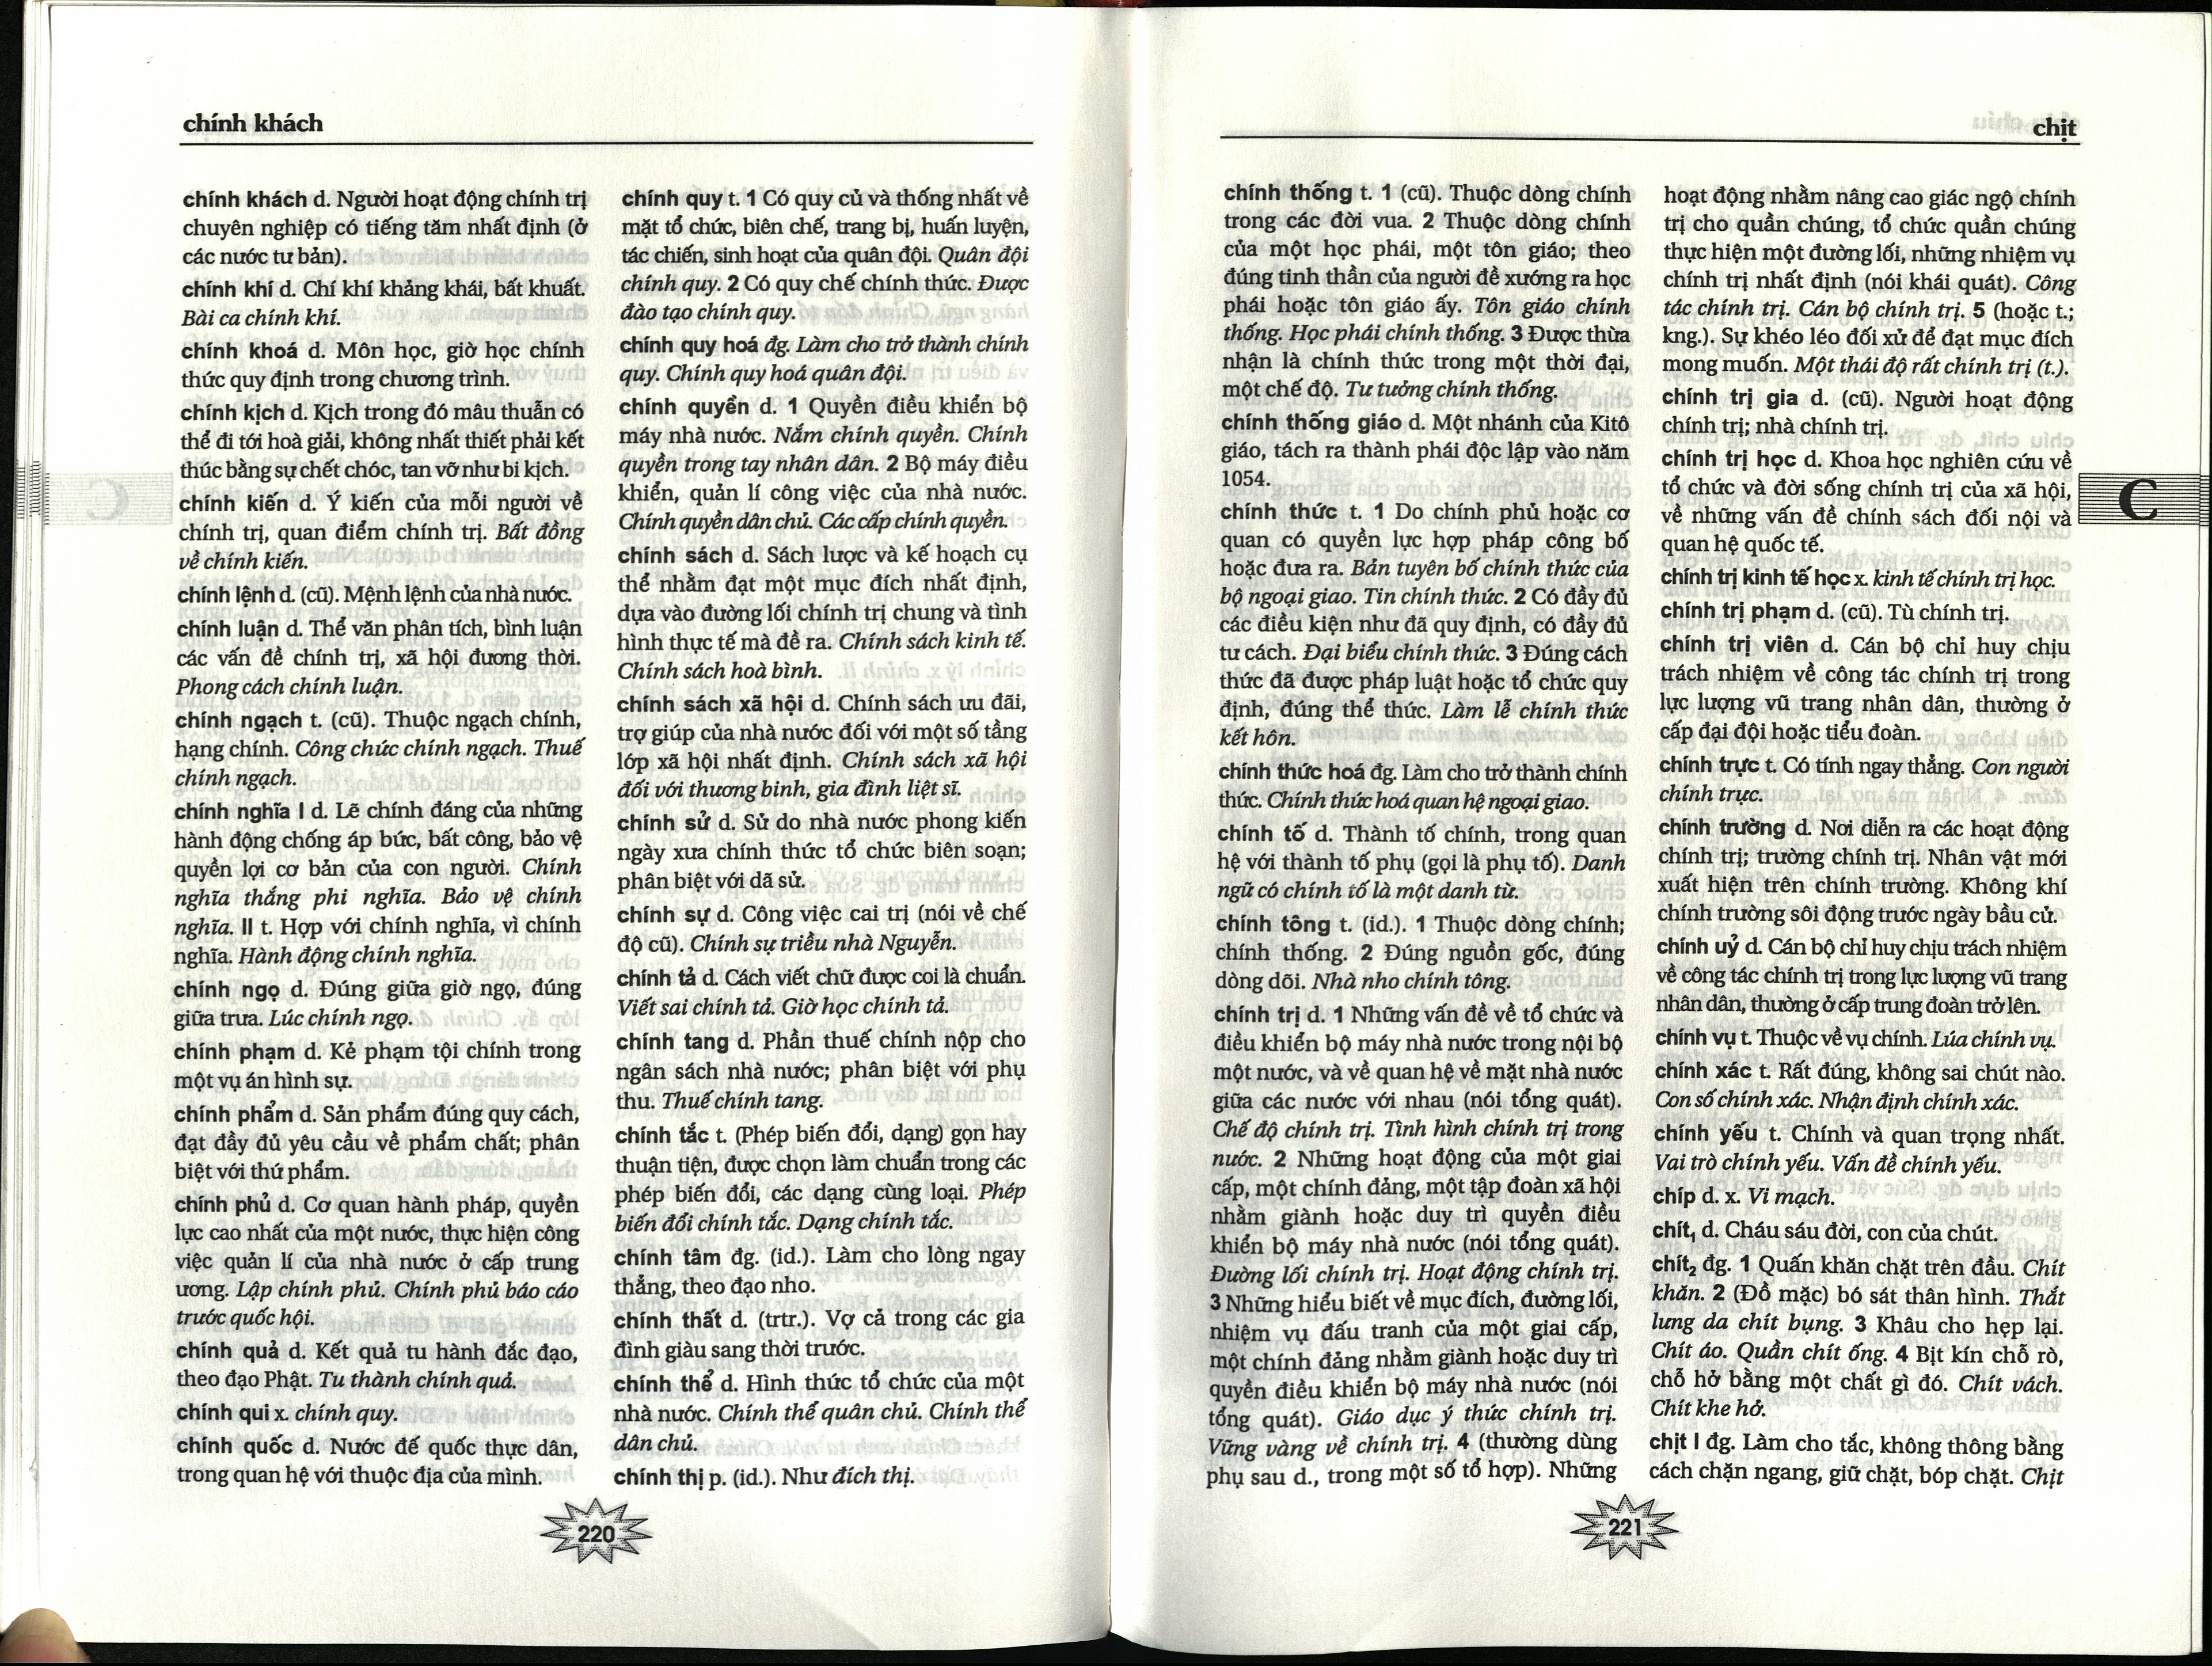 chính khách
chính khách d. Người hoạt động chính trị
chuyên nghiệp có tiếng tăm nhất định (ở
các nước tư bản).
chính khí d. Chí khí khảng khái, bất khuất.
Bài ca chính khí.
chính khoá d. Môn học, giờ học chính
thức quy định trong chương trình.
chính kịch d. Kịch trong đó mâu thuẫn có
thể đi tới hoà giải, không nhất thiết phải kết
thúc bằng sự chết chóc, tan vỡ như bi kịch.
chính kiến d. Ý kiến của mỗi người về
chính trị, quan điểm chính trị. Bất đồng
về chính kiến.
chính lệnh d. (cũ). Mệnh lệnh của nhà nước.
chính luận d. Thể văn phân tích, bình luận
các vấn đề chính trị, xã hội đương thời.
Phong cách chính luận.
chính ngạch t. (cũ). Thuộc ngạch chính,
hạng chính. Công chức chính ngạch. Thuế
chính ngạch.
chính nghĩa I d. Lẽ chính đáng của những
hành động chống áp bức, bất công, bảo vệ
quyền lợi cơ bản của con người. Chính
nghĩa thắng phi nghĩa. Bảo vệ chính
nghĩa. II t. Hợp với chính nghĩa, vì chính
nghĩa. Hành động chính nghĩa.
chính ngọ d. Đúng giữa giờ ngọ, đúng
giữa trưa. Lúc chính ngọ.
chính phạm d. Kẻ phạm tội chính trong
một vụ án hình sự.
chính phẩm d. Sản phẩm đúng quy cách,
đạt đầy đủ yêu cầu về phẩm chất; phân
biệt với thứ phẩm.
chính phủ d. Cơ quan hành pháp, quyền
lực cao nhất của một nước, thực hiện công
việc quản lí của nhà nước ở cấp trung
ương. Lập chính phủ. Chính phủ báo cáo
trước quốc hội.
chính quả d. Kết quả tu hành đắc đạo,
theo đạo Phật. Tu thành chính quả.
chính qui x. chính quy.
chính quốc d. Nước đế quốc thực dân,
trong quan hệ với thuộc địa của mình.
chính quy t. 1 Có quy củ và thống nhất về
mặt tổ chức, biên chế, trang bị, huấn luyện,
tác chiến, sinh hoạt của quân đội. Quân đội
chính quy. 2 Có quy chế chính thức. Được
đào tạo chính quy.
chính quy hoá đg. Làm cho trở thành chính
quy. Chính quy hoá quân đội.
chính quyền d. 1 Quyền điều khiển bộ
máy nhà nước. Nắm chính quyền. Chính
quyền trong tay nhân dân. 2 Bộ máy điều
khiển, quản lí công việc của nhà nước.
Chính quyền dân chủ. Các cấp chính quyền.
chính sách d. Sách lược và kế hoạch cụ
thể nhằm đạt một mục đích nhất định,
dựa vào đường lối chính trị chung và tình
hình thực tế mà đề ra. Chính sách kinh tế.
Chính sách hoà bình.
chính sách xã hội d. Chính sách ưu đãi,
trợ giúp của nhà nước đối với một số tầng
lớp xã hội nhất định. Chính sách xã hội
đối với thương binh, gia đình liệt sĩ.
chính sử d. Sử do nhà nước phong kiến
ngày xưa chính thức tổ chức biên soạn;
phân biệt với dã sử.
chính sự d. Công việc cai trị (nói về chế
độ cũ). Chính sự triều nhà Nguyễn.
chính tả d. Cách viết chữ được coi là chuẩn.
Viết sai chính tả. Giờ học chính tả.
chính tang d. Phần thuế chính nộp cho
ngân sách nhà nước; phân biệt với phụ
thu. Thuế chính tang.
chính tắc t. (Phép biến đổi, dạng) gọn hay
thuận tiện, được chọn làm chuẩn trong các
phép biến đổi, các dạng cùng loại. Phép
biến đổi chính tắc. Dạng chính tắc.
chính tâm đg. (id.). Làm cho lòng ngay
thẳng, theo đạo nho.
chính thất d. (trtr.). Vợ cả trong các gia
đình giàu sang thời trước.
chính thể d. Hình thức tổ chức của một
nhà nước. Chính thể quân chủ. Chính thể
dân chủ.
chính thị p. (id.). Như đích thị.
220
chịt
chính thống t. 1 (cũ). Thuộc dòng chính
trong các đời vua. 2 Thuộc dòng chính
của một học phái, một tôn giáo; theo
đúng tinh thần của người đề xướng ra học
phái hoặc tôn giáo ấy. Tôn giáo chính
thống. Học phái chính thống. 3 Được thừa
nhận là chính thức trong một thời đại,
một chế độ. Tư tưởng chính thống.
chính thống giáo d. Một nhánh của Kitô
giáo, tách ra thành phái độc lập vào năm
1054.
chính thức t. 1 Do chính phủ hoặc cơ
quan có quyền lực hợp pháp công bố
hoặc đưa ra. Bản tuyên bố chính thức của
bộ ngoại giao. Tin chính thức. 2 Có đầy đủ
các điều kiện như đã quy định, có đầy đủ
tư cách. Đại biểu chính thức. 3 Đúng cách
thức đã được pháp luật hoặc tổ chức quy
định, đúng thể thức. Làm lễ chính thức
kết hôn.
chính thức hoá đg. Làm cho trở thành chính
thức. Chính thức hoá quan hệ ngoại giao.
chính tố d. Thành tố chính, trong quan
hệ với thành tố phụ (gọi là phụ tố). Danh
ngữ có chính tố là một danh từ.
chính tông t. (id.). 1 Thuộc dòng chính;
chính thống. 2 Đúng nguồn gốc, đúng
dòng dõi. Nhà nho chính tông.
chính trị d. 1 Những vấn đề về tổ chức và
điều khiển bộ máy nhà nước trong nội bộ
một nước, và về quan hệ về mặt nhà nước
giữa các nước với nhau (nói tổng quát).
Chế độ chính trị. Tình hình chính trị trong
nước. 2 Những hoạt động của một giai
cấp, một chính đảng, một tập đoàn xã hội
nhằm giành hoặc duy trì quyền điều
khiển bộ máy nhà nước (nói tổng quát).
Đường lối chính trị. Hoạt động chính trị.
3 Những hiểu biết về mục đích, đường lối,
nhiệm vụ đấu tranh của một giai cấp,
một chính đảng nhằm giành hoặc duy trì
quyền điều khiển bộ máy nhà nước (nói
tổng quát). Giáo dục ý thức chính trị.
Vững vàng về chính trị. 4 (thường dùng
phụ sau d., trong một số tổ hợp). Những
hoạt động nhằm nâng cao giác ngộ chính
trị cho quần chúng, tổ chức quần chúng
thực hiện một đường lối, những nhiệm vụ
chính trị nhất định (nói khái quát). Công
tác chính trị. Cán bộ chính trị. 5 (hoặc t.;
kng.). Sự khéo léo đối xử để đạt mục đích
mong muốn. Một thái độ rất chính trị (t.).
chính trị gia d. (cũ). Người hoạt động
chính trị; nhà chính trị.
chính trị học d. Khoa học nghiên cứu về
tổ chức và đời sống chính trị của xã hội,
về những vấn đề chính sách đối nội và
quan hệ quốc tế.
chính trị kinh tế học x. kinh tế chính trị học.
chính trị phạm d. (cũ). Tù chính trị.
chính trị viên d. Cán bộ chỉ huy chịu
trách nhiệm về công tác chính trị trong
lực lượng vũ trang nhân dân, thường ở
cấp đại đội hoặc tiểu đoàn.
chính trực t. Có tính ngay thẳng. Con người
chính trực.
chính trường d. Nơi diễn ra các hoạt động
chính trị; trường chính trị. Nhân vật mới
xuất hiện trên chính trường. Không khí
chính trường sôi động trước ngày bầu cử.
chính uỷ d. Cán bộ chỉ huy chịu trách nhiệm
về công tác chính trị trong lực lượng vũ trang
nhân dân, thường ở cấp trung đoàn trở lên.
chính vụ t. Thuộc về vụ chính. Lúa chính vụ.
chính xác t. Rất đúng, không sai chút nào.
Con số chính xác. Nhận định chính xác.
chính yếu t. Chính và quan trọng nhất.
Vai trò chính yếu. Vấn đề chính yếu.
chíp d. x. Vi mạch.
chít₁ d. Cháu sáu đời, con của chút.
chít₂ đg. 1 Quấn khăn chặt trên đầu. Chít
khăn. 2 (Đồ mặc) bó sát thân hình. Thắt
lưng da chít bụng. 3 Khâu cho hẹp lại.
Chít áo. Quần chít ống. 4 Bịt kín chỗ rò,
chỗ hở bằng một chất gì đó. Chít vách.
Chít khe hở.
chịt I đg. Làm cho tắc, không thông bằng
cách chặn ngang, giữ chặt, bóp chặt. Chịt
C
221